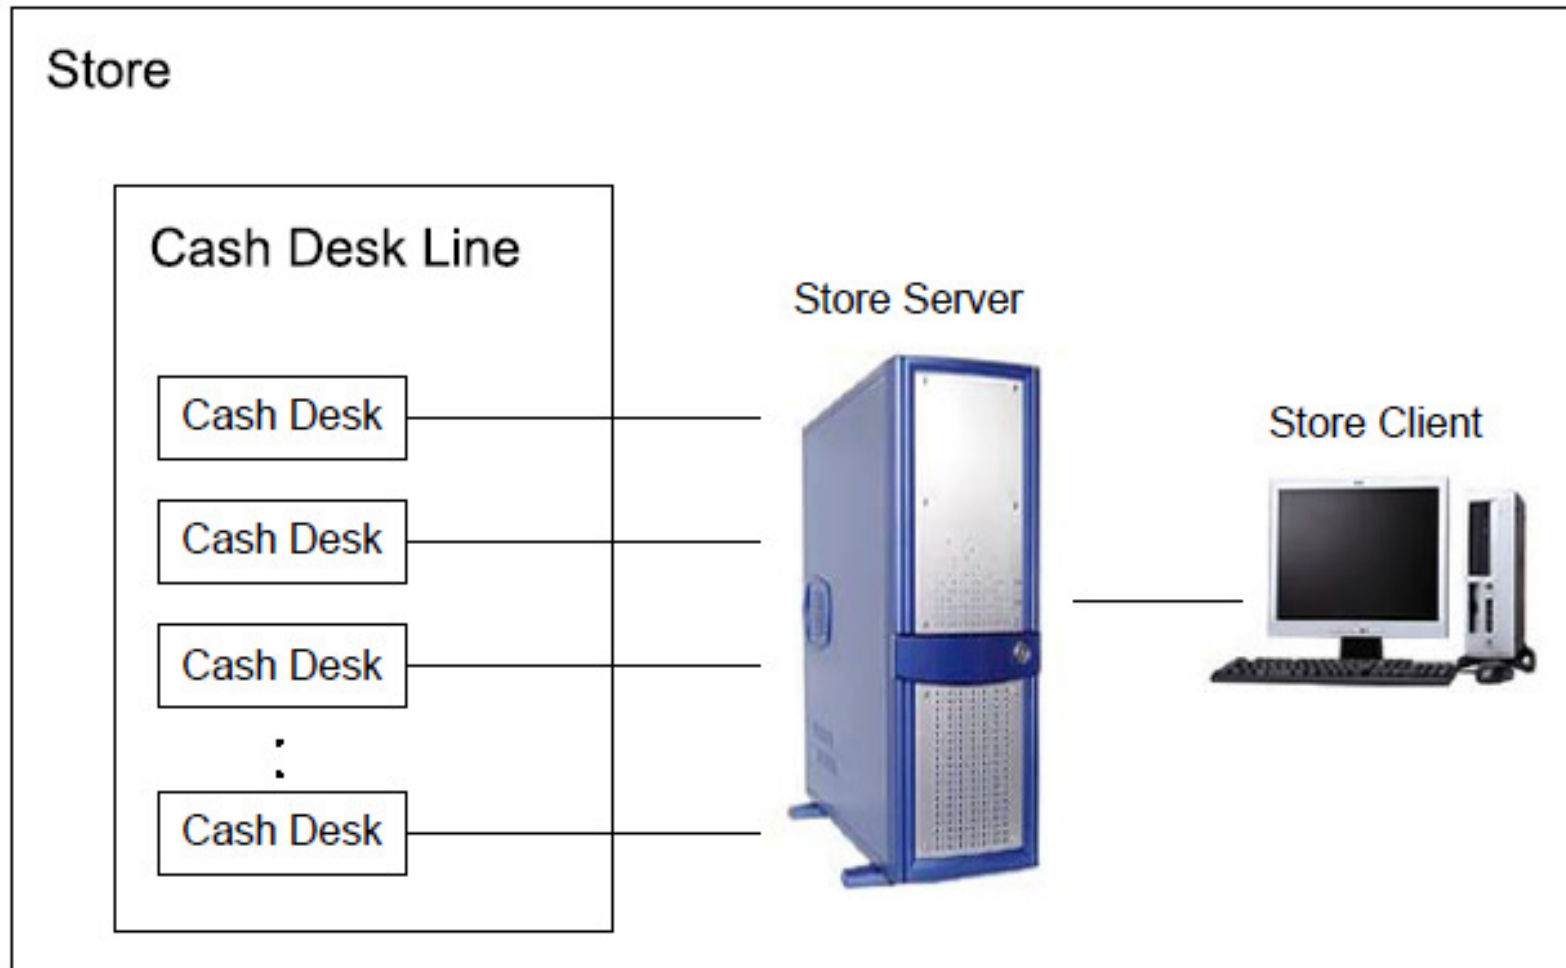 Store
Cash Desk Line
Store Server
Store Client
Cash Desk
Cash Desk
Cash Desk
:
Cash Desk